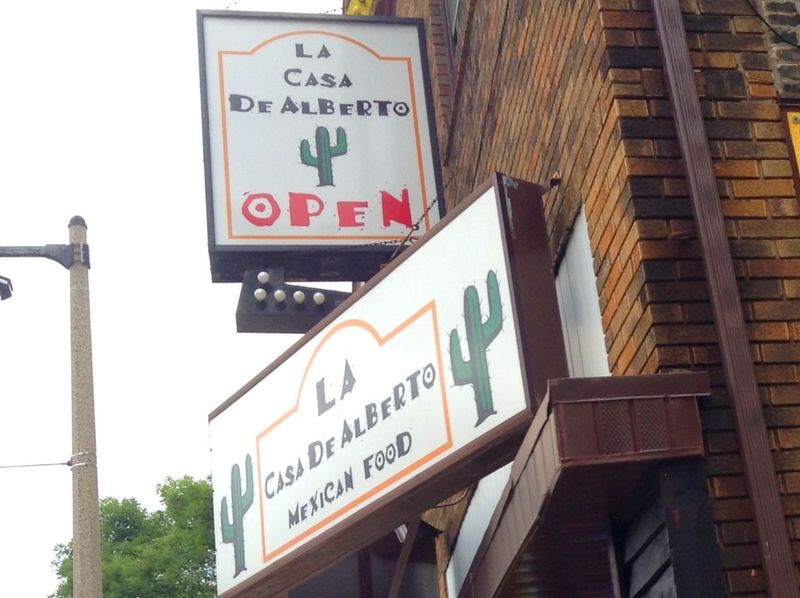 LA
CASA
DE ALBERTO
OPEN
LA
CASA DE ALBERTO
MEXICAN FOOD